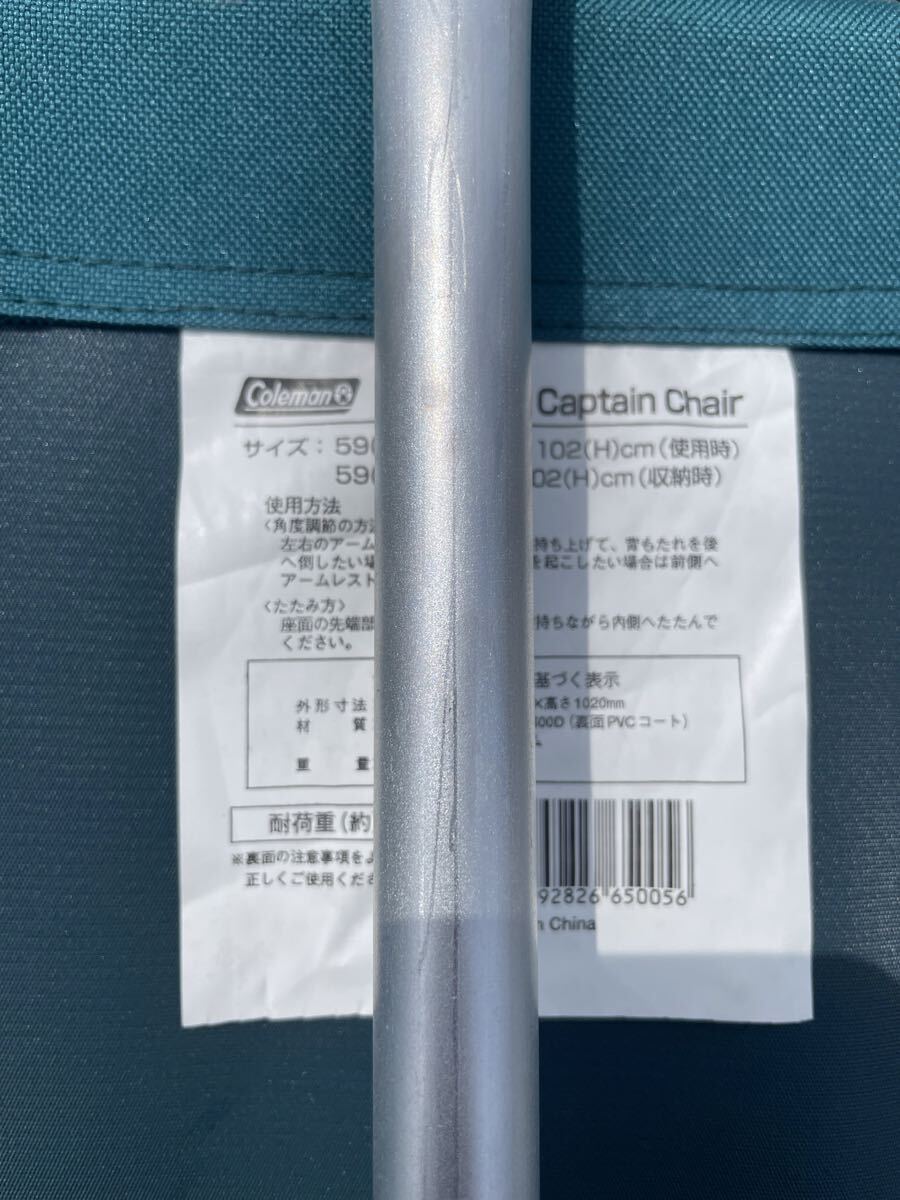 Coleman Captain Chair
サイズ：59( 102(H)cm（使用時）
59( 02(H)cm（収納時）
使用方法
〈角度調節の方法
左右のアーム 持ち上げて、背もたれを後
へ倒したい場 を起こしたい場合は前側へ
アームレスト
〈たたみ方〉
座面の先端部 持ちながら内側へたたんで
ください。
基づく表示
外形寸法 ×高さ1020mm
材 質 00D（裏面PVCコート）
ム
重 量
耐荷重（約
※裏面の注意事項をよ
正しくご使用くださ
92826 650056
n China